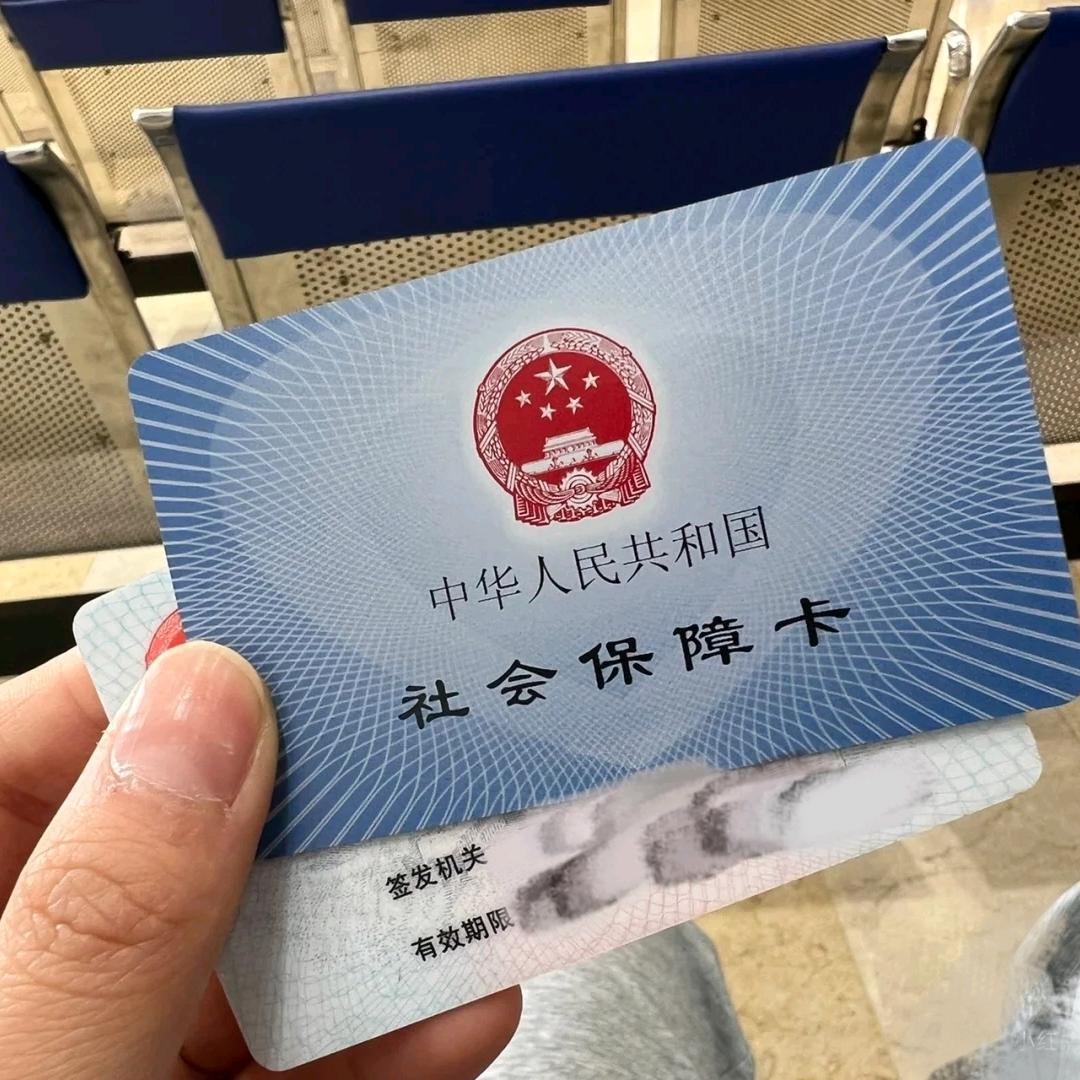 中华人民共和国
社会保障卡
签发机关
有效期限